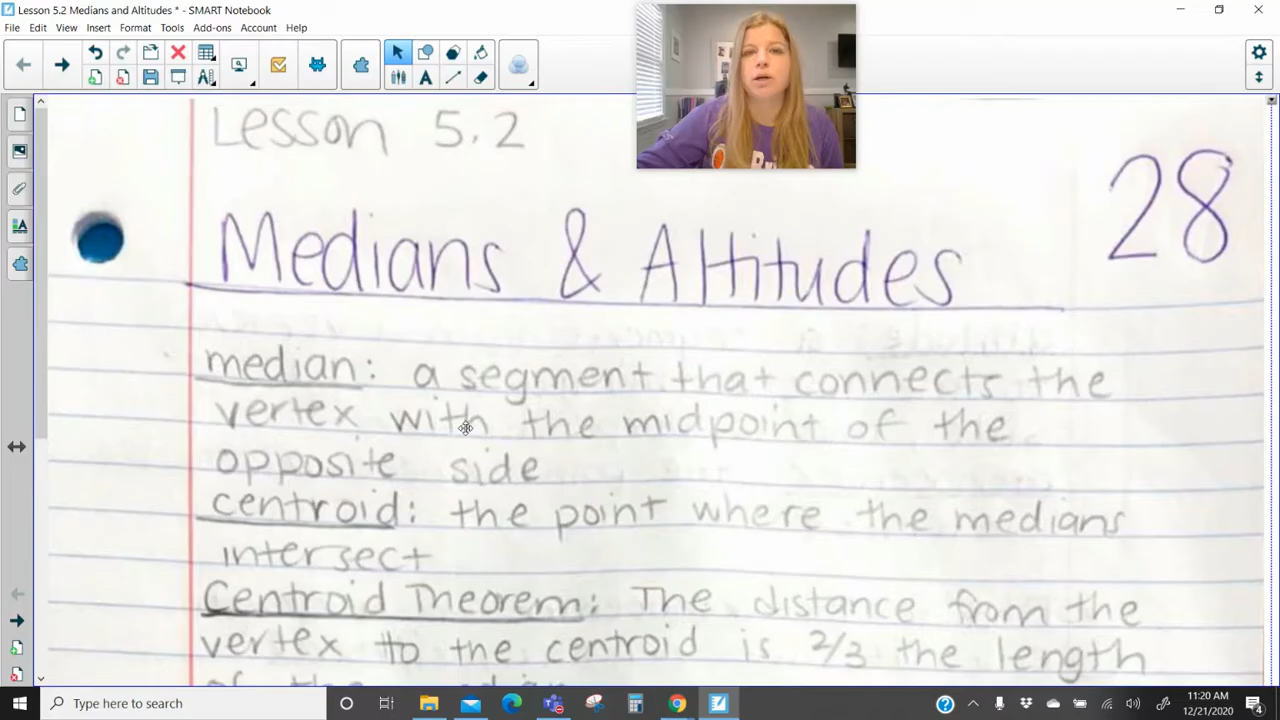 Lesson 5.2 Medians and Altitudes * - SMART Notebook
File Edit View Insert Format Tools Add-ons Account Help
Lesson 5.2
28
Medians & Altitudes
median: a segment that connects the
vertex with the midpoint of the
opposite side
centroid: the point where the medians
intersect
Centroid Theorem: The distance from the
vertex to the centroid is 2/3 the length
Type here to search
11:20 AM
12/21/2020
4